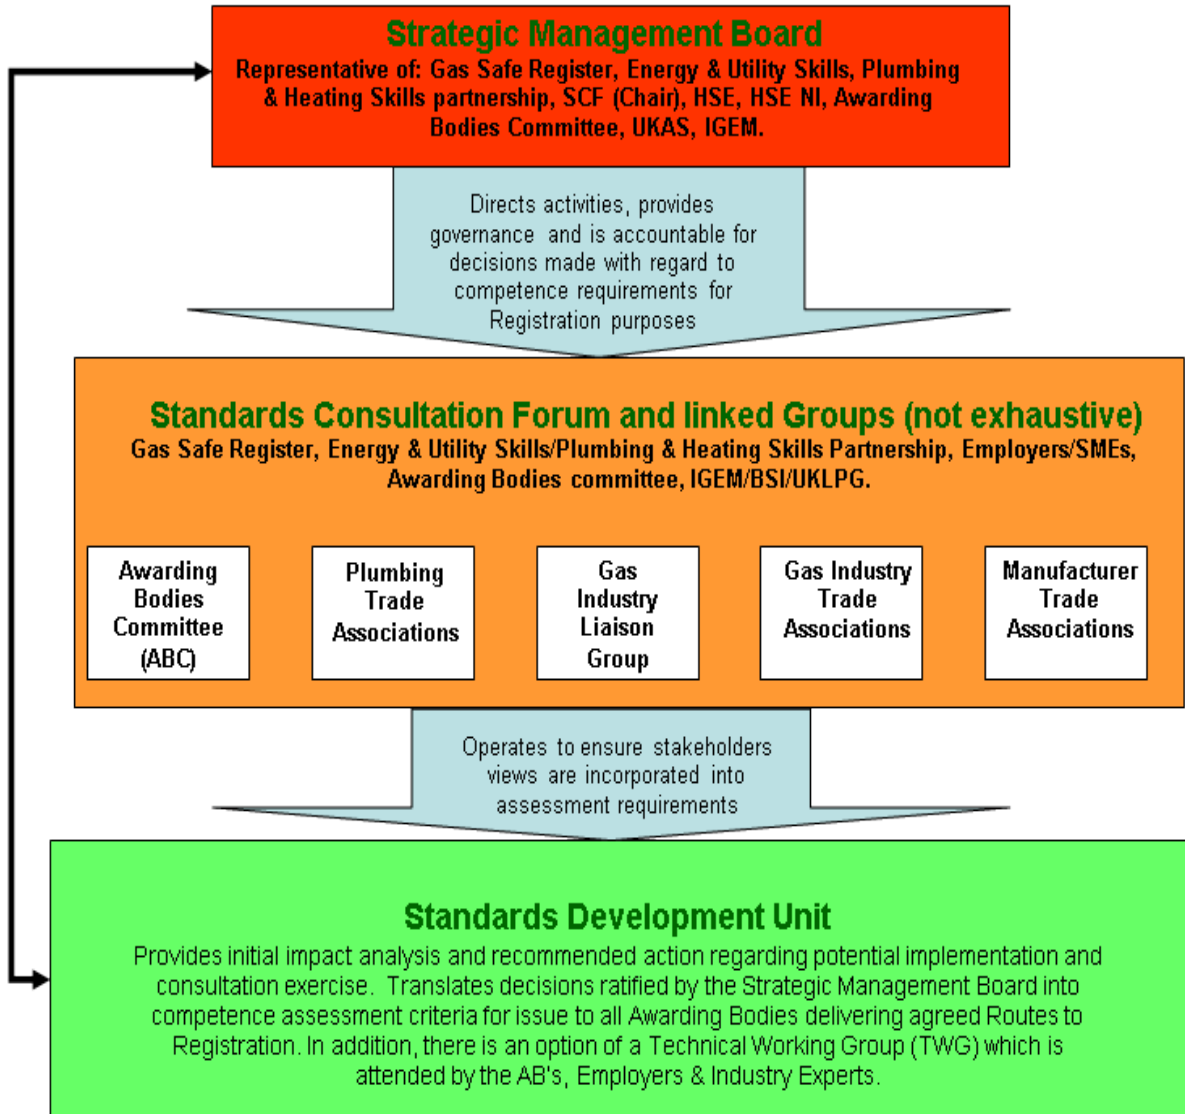 Strategic Management Board
Representative of: Gas Safe Register, Energy & Utility Skills, Plumbing
& Heating Skills partnership, SCF (Chair), HSE, HSE NI, Awarding
Bodies Committee, UKAS, IGEM.
Directs activities, provides
governance and is accountable for
decisions made with regard to
competence requirements for
Registration purposes
Standards Consultation Forum and linked Groups (not exhaustive)
Gas Safe Register, Energy & Utility Skills/Plumbing & Heating Skills Partnership, Employers/SMEs,
Awarding Bodies committee, IGEM/BSI/UKLPG.
Awarding
Bodies
Committee
(ABC)
Plumbing
Trade
Associations
Gas
Industry
Liaison
Group
Gas Industry
Trade
Associations
Manufacturer
Trade
Associations
Operates to ensure stakeholders
views are incorporated into
assessment requirements
Standards Development Unit
Provides initial impact analysis and recommended action regarding potential implementation and
consultation exercise. Translates decisions ratified by the Strategic Management Board into
competence assessment criteria for issue to all Awarding Bodies delivering agreed Routes to
Registration. In addition, there is an option of a Technical Working Group (TWG) which is
attended by the AB's, Employers & Industry Experts.